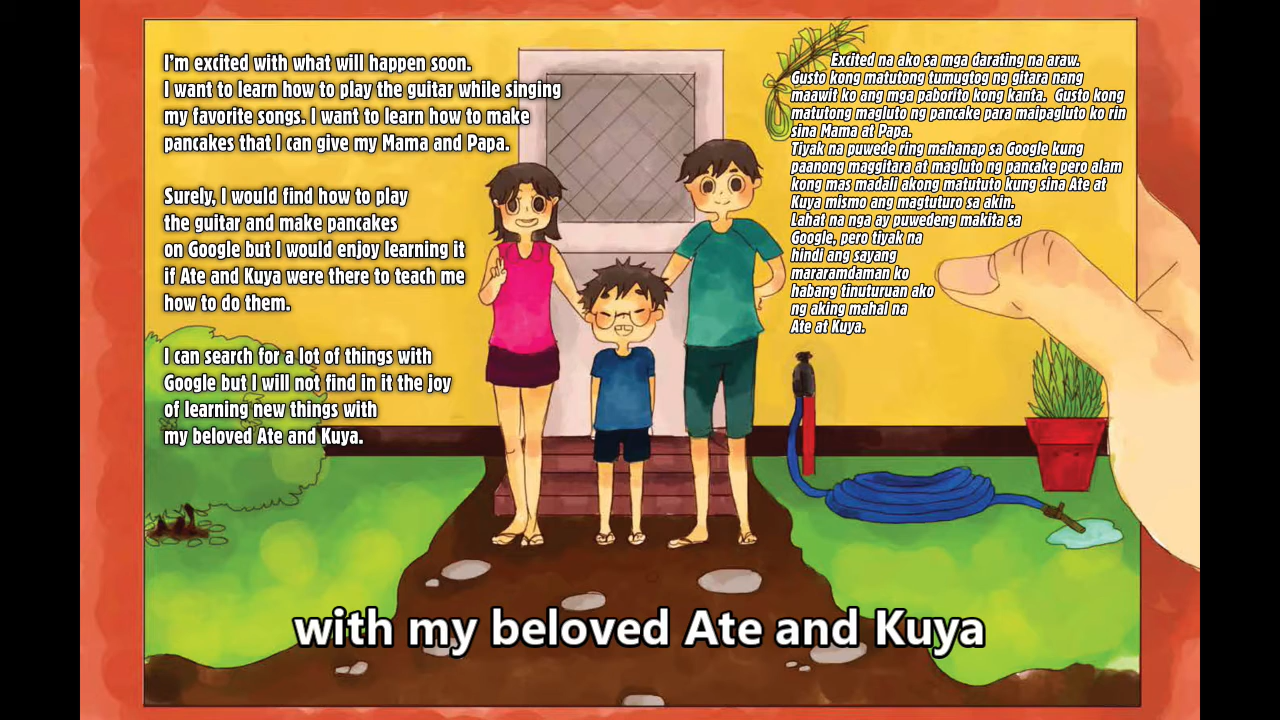 I'm excited with what will happen soon.
I want to learn how to play the guitar while singing
my favorite songs. I want to learn how to make
pancakes that I can give my Mama and Papa.
Surely, I would find how to play
the guitar and make pancakes
on Google but I would enjoy learning it
if Ate and Kuya were there to teach me
how to do them.
I can search for a lot of things with
Google but I will not find in it the joy
of learning new things with
my beloved Ate and Kuya.
Excited na ako sa mga darating na araw.
Gusto kong matutong tumugtog ng gitara nang
maawit ko ang mga paborito kong kanta. Gusto kong
matutong magluto ng pancake para maipagluto ko rin
sina Mama at Papa.
Tiyak na puwede ring mahanap sa Google kung
paanong maggitara at magluto ng pancake pero alam
kong mas madali akong matututo kung sina Ate at
Kuya mismo ang magtuturo sa akin.
Lahat na nga ay puwedeng makita sa
Google, pero tiyak na
hindi ang sayang
mararamdaman ko
habang tinuturuan ako
ng aking mahal na
Ate at Kuya.
with my beloved Ate and Kuya